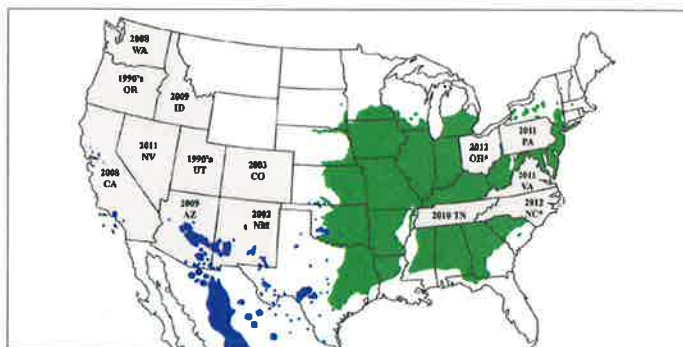 2008
WA
1990's
OR
2009
ID
2011
NV
2008
CA
1990's
UT
2003
CO
2009
AZ
2003
NM
2012
OH*
2011
PA
2011
VA
2010 TN
2012
NC*